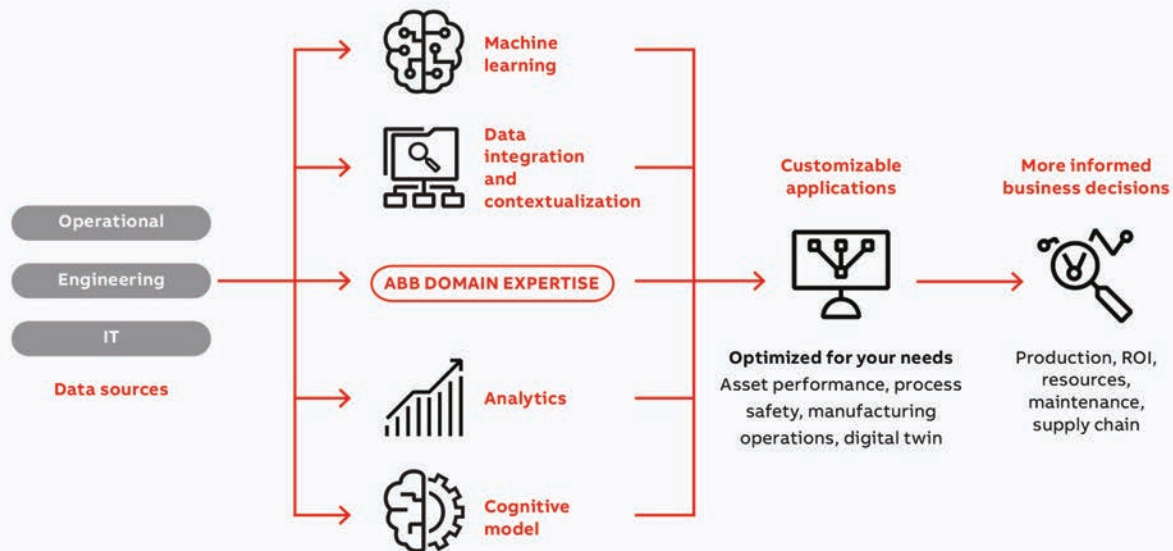 Operational
Engineering
IT
Data sources
Machine
learning
Data
integration
and
contextualization
ABB DOMAIN EXPERTISE
Analytics
Cognitive
model
Customizable
applications
Optimized for your needs
Asset performance, process
safety, manufacturing
operations, digital twin
More informed
business decisions
Production, ROI,
resources,
maintenance,
supply chain